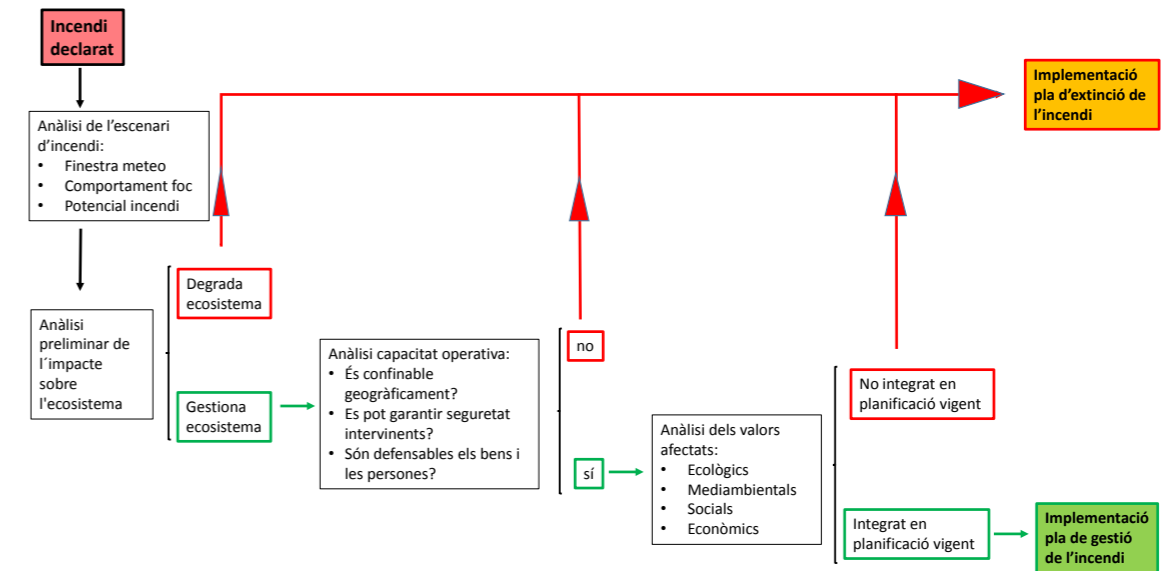 Incendi
declarat
Implementació
pla d'extinció de
l'incendi
Anàlisi de l'escenari
d'incendi:
• Finestra meteo
• Comportament foc
• Potencial incendi
Degrada
ecosistema
Anàlisi
preliminar de
l´impacte
sobre
l'ecosistema
Gestiona
ecosistema
Anàlisi capacitat operativa:
• És confinable
geogràficament?
• Es pot garantir seguretat
intervinents?
• Són defensables els bens i
les persones?
no
sí
Anàlisi dels valors
afectats:
• Ecològics
• Mediambientals
• Socials
• Econòmics
No integrat en
planificació vigent
Integrat en
planificació vigent
Implementació
pla de gestió
de l'incendi